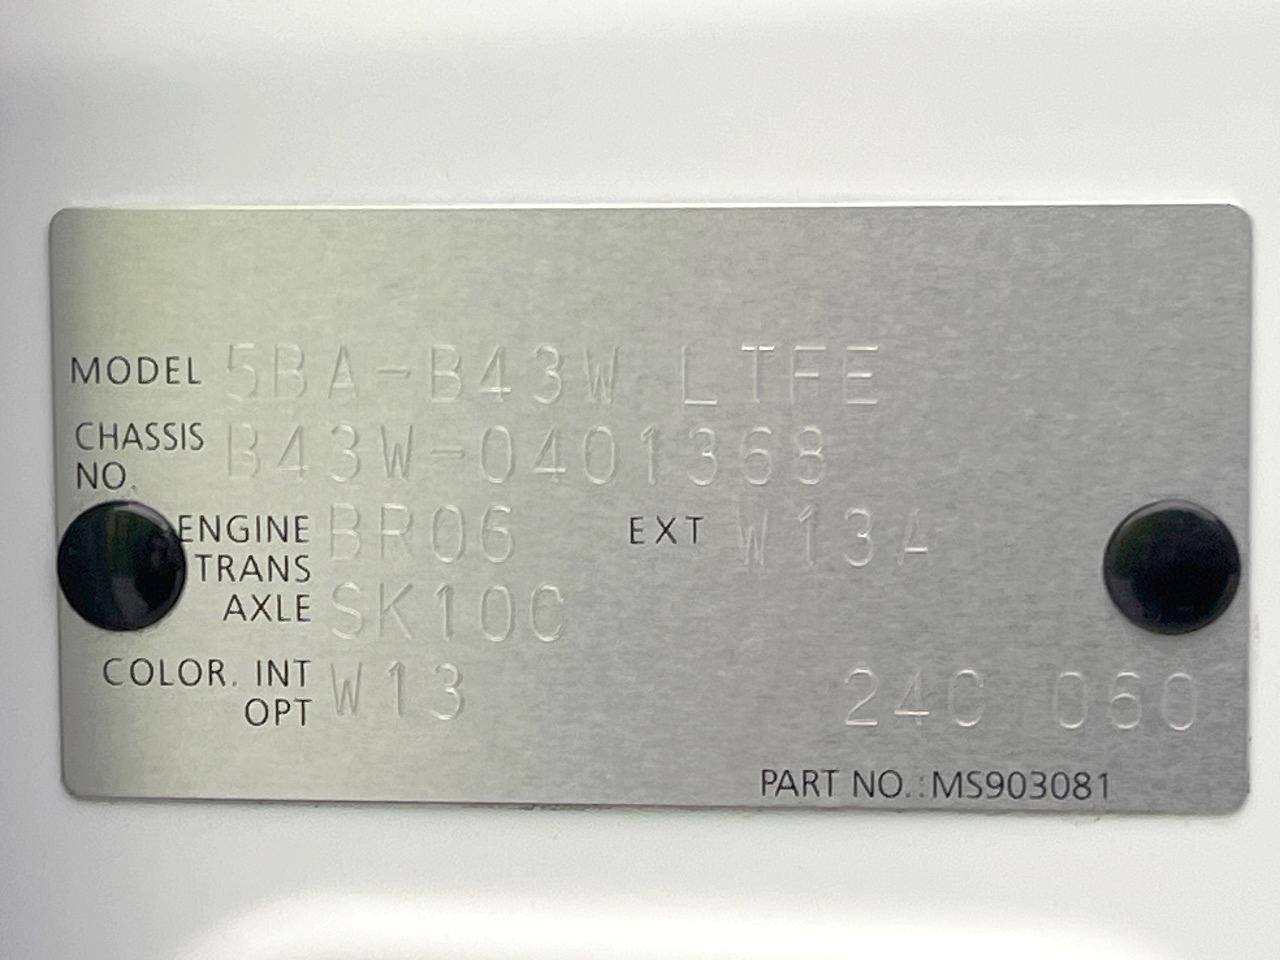 MODEL 5BA-B43W LTFE
CHASSIS NO. B43W-0401368
ENGINE BR06 EXT W13A
TRANS AXLE SK10C
COLOR. INT W13
OPT 24C 060
PART NO.:MS903081